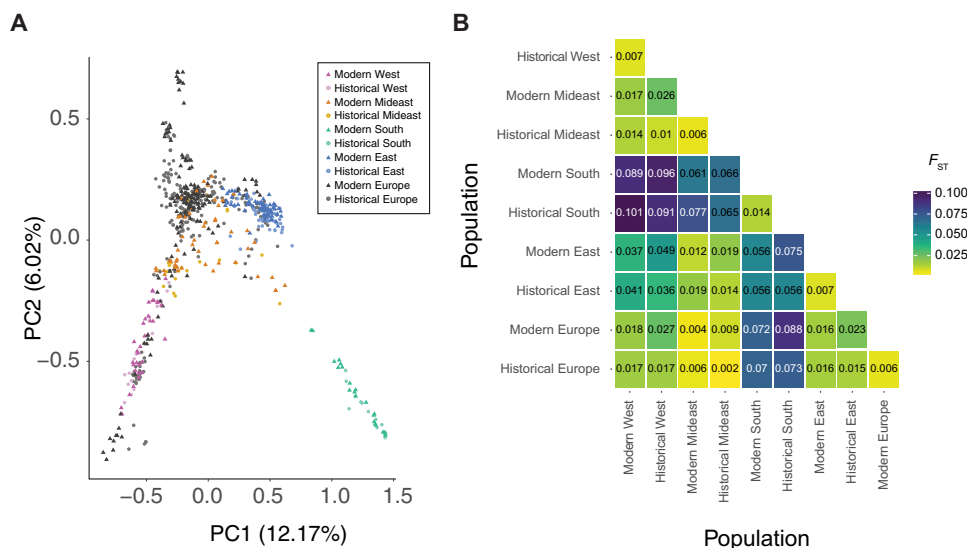 A
PC2 (6.02%)
0.5
0.0
−0.5
−0.5
0.0
0.5
1.0
1.5
PC1 (12.17%)
Modern West
Historical West
Modern Mideast
Historical Mideast
Modern South
Historical South
Modern East
Historical East
Modern Europe
Historical Europe
B
Population
Historical West 0.007
Modern Mideast 0.017 0.026
Historical Mideast 0.014 0.01 0.006
Modern South 0.089 0.096 0.061 0.066
Historical South 0.101 0.091 0.077 0.065 0.014
Modern East 0.037 0.049 0.012 0.019 0.056 0.075
Historical East 0.041 0.036 0.019 0.014 0.056 0.056 0.007
Modern Europe 0.018 0.027 0.004 0.009 0.072 0.088 0.016 0.023
Historical Europe 0.017 0.017 0.006 0.002 0.07 0.073 0.016 0.015 0.006
Modern West
Historical West
Modern Mideast
Historical Mideast
Modern South
Historical South
Modern East
Historical East
Modern Europe
Population
FST
0.100
0.075
0.050
0.025